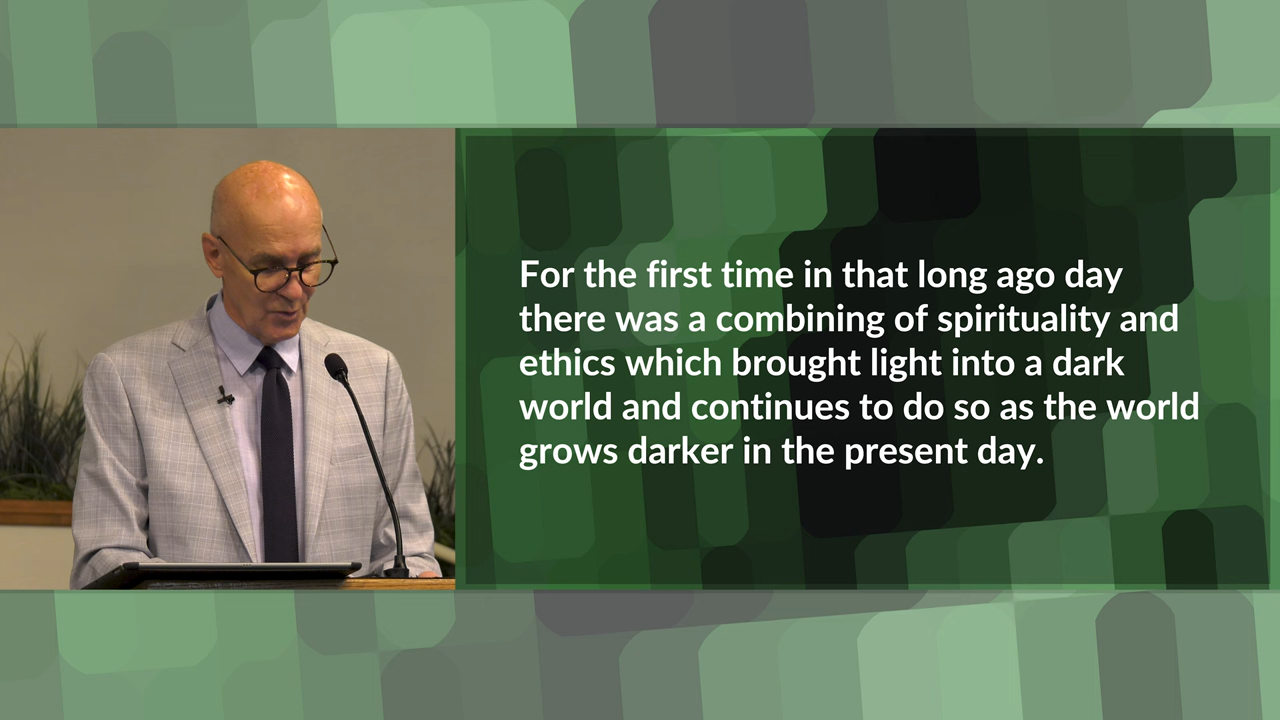 For the first time in that long ago day
there was a combining of spirituality and
ethics which brought light into a dark
world and continues to do so as the world
grows darker in the present day.